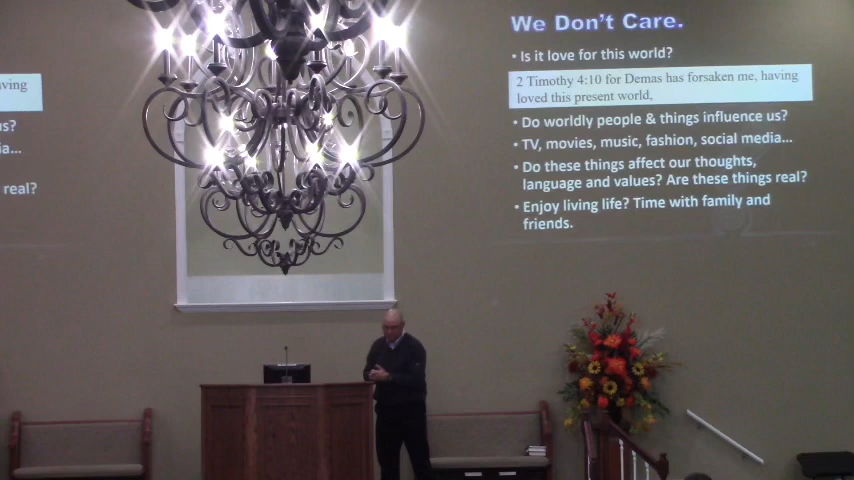 We Don't Care.
• Is it love for this world?
2 Timothy 4:10 for Demas has forsaken me, having
loved this present world,
• Do worldly people & things influence us?
• TV, movies, music, fashion, social media...
• Do these things affect our thoughts,
language and values? Are these things real?
• Enjoy living life? Time with family and
friends.
ving
us?
ia...
real?